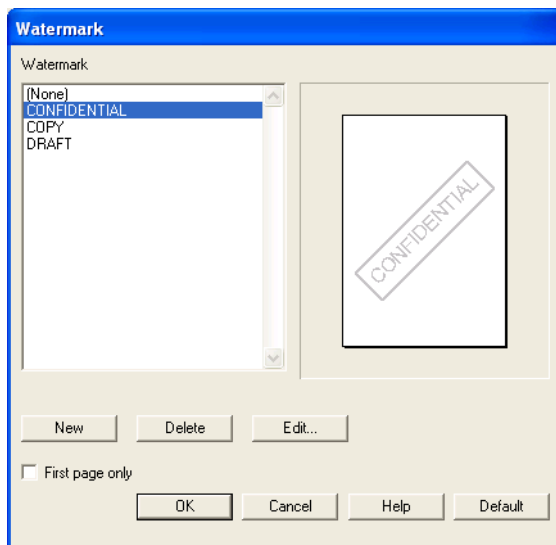 Watermark
Watermark
(None)
CONFIDENTIAL
COPY
DRAFT
CONFIDENTIAL
New Delete Edit...
First page only
OK Cancel Help Default